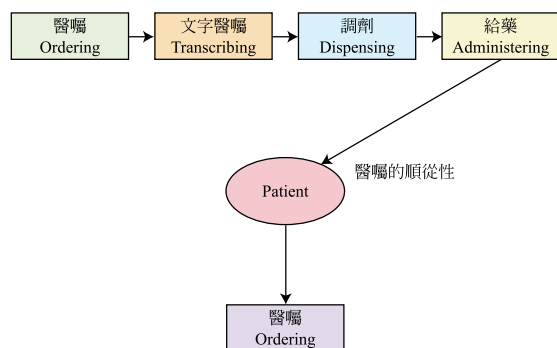 醫囑
Ordering
文字醫囑
Transcribing
調劑
Dispensing
給藥
Administering
醫囑的順從性
Patient
醫囑
Ordering